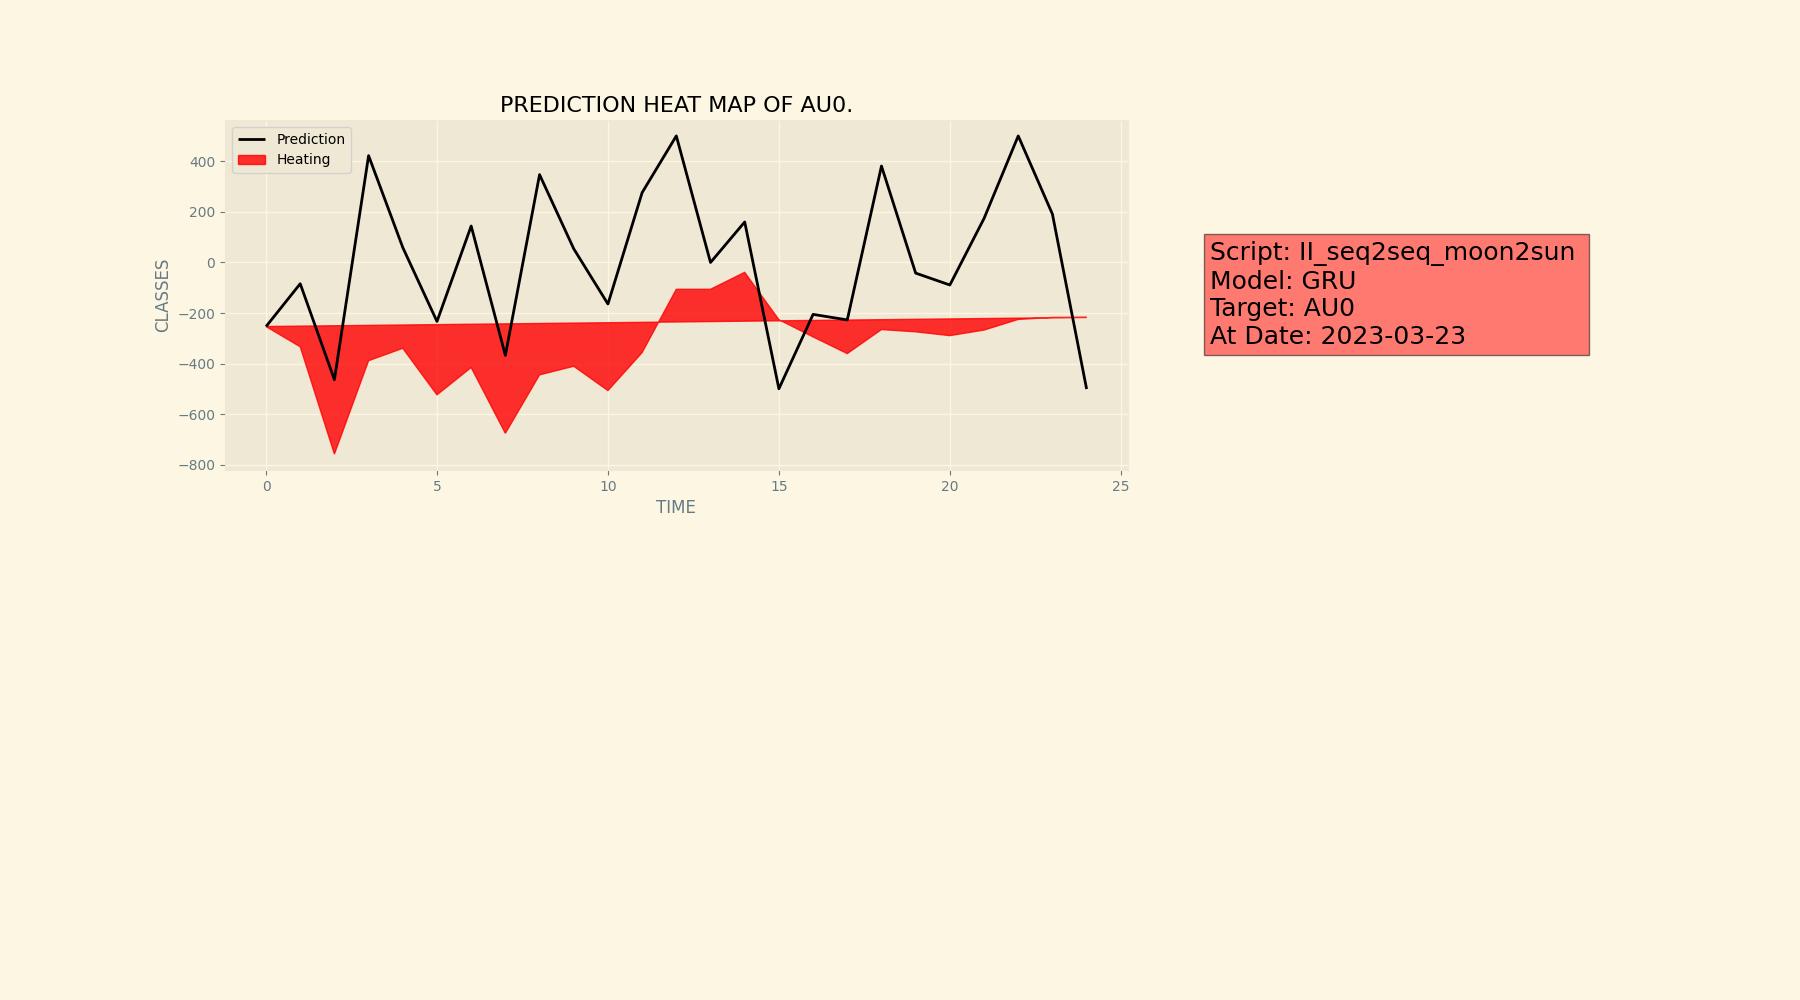 PREDICTION HEAT MAP OF AU0.
Prediction
Heating
400
200
0
−200
−400
−600
−800
CLASSES
0 5 10 15 20 25
TIME
Script: II_seq2seq_moon2sun
Model: GRU
Target: AU0
At Date: 2023-03-23